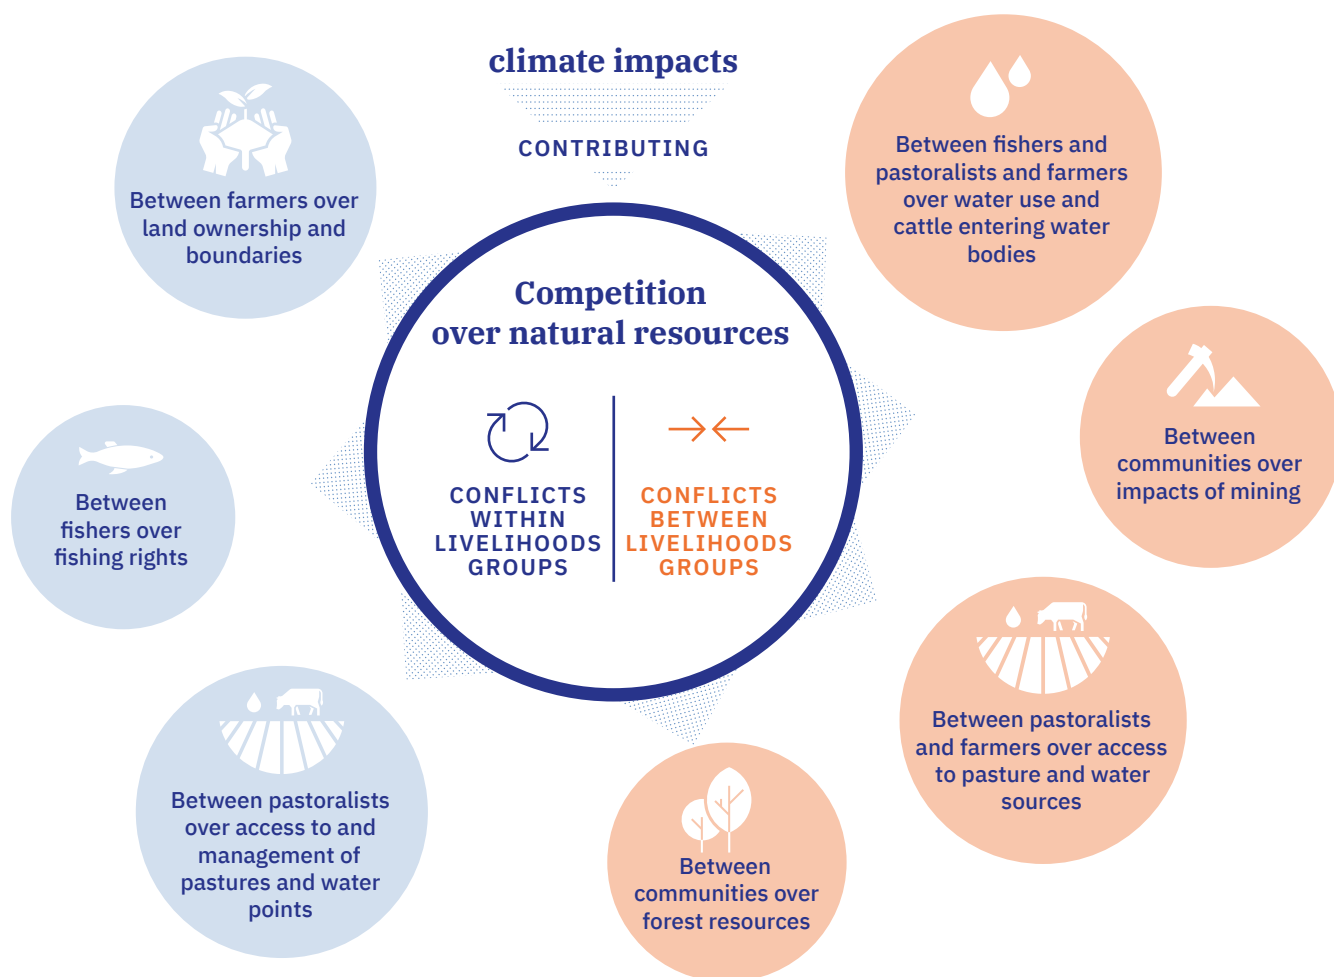 climate impacts
CONTRIBUTING
Competition
over natural resources
CONFLICTS
WITHIN
LIVELIHOODS
GROUPS
CONFLICTS
BETWEEN
LIVELIHOODS
GROUPS
Between farmers over
land ownership and
boundaries
Between
fishers over
fishing rights
Between pastoralists
over access to and
management of
pastures and water
points
Between fishers and
pastoralists and farmers
over water use and
cattle entering water
bodies
Between
communities over
impacts of mining
Between pastoralists
and farmers over access
to pasture and water
sources
Between
communities over
forest resources